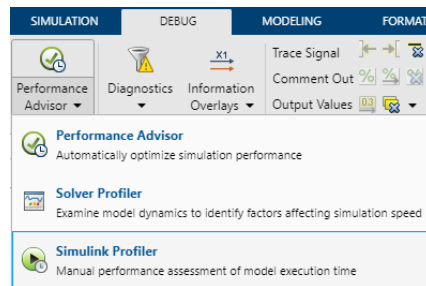 SIMULATION DEBUG MODELING FORMAT
Performance Advisor
Diagnostics
Information Overlays
Trace Signal
Comment Out
Output Values
Performance Advisor
Automatically optimize simulation performance
Solver Profiler
Examine model dynamics to identify factors affecting simulation speed
Simulink Profiler
Manual performance assessment of model execution time